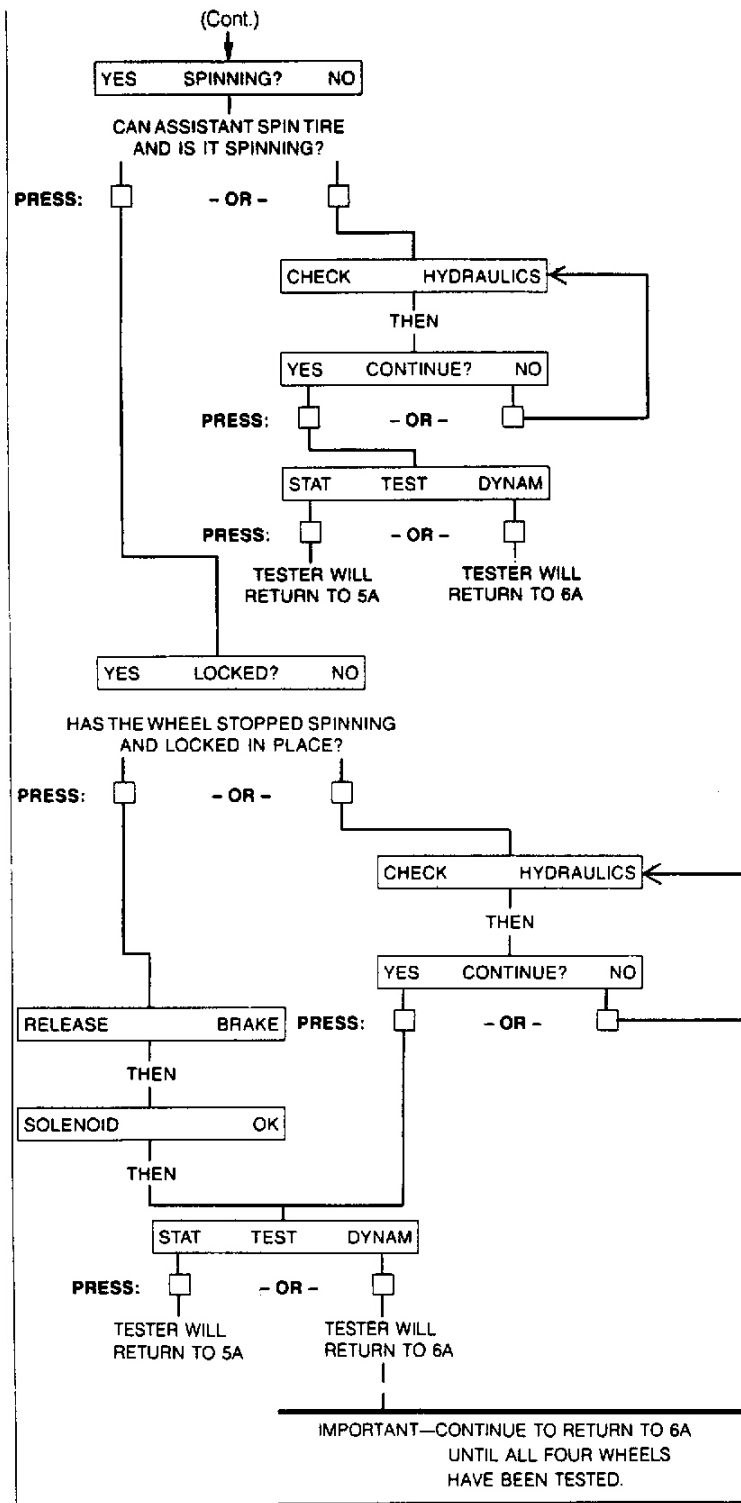 (Cont.)
YES SPINNING? NO
CAN ASSISTANT SPIN TIRE
AND IS IT SPINNING?
PRESS: – OR –
CHECK HYDRAULICS
THEN
YES CONTINUE? NO
PRESS: – OR –
STAT TEST DYNAM
PRESS: – OR –
TESTER WILL
RETURN TO 5A
TESTER WILL
RETURN TO 6A
YES LOCKED? NO
HAS THE WHEEL STOPPED SPINNING
AND LOCKED IN PLACE?
PRESS: – OR –
CHECK HYDRAULICS
THEN
YES CONTINUE? NO
RELEASE BRAKE
PRESS: – OR –
THEN
SOLENOID OK
THEN
STAT TEST DYNAM
PRESS: – OR –
TESTER WILL
RETURN TO 5A
TESTER WILL
RETURN TO 6A
IMPORTANT—CONTINUE TO RETURN TO 6A
UNTIL ALL FOUR WHEELS
HAVE BEEN TESTED.